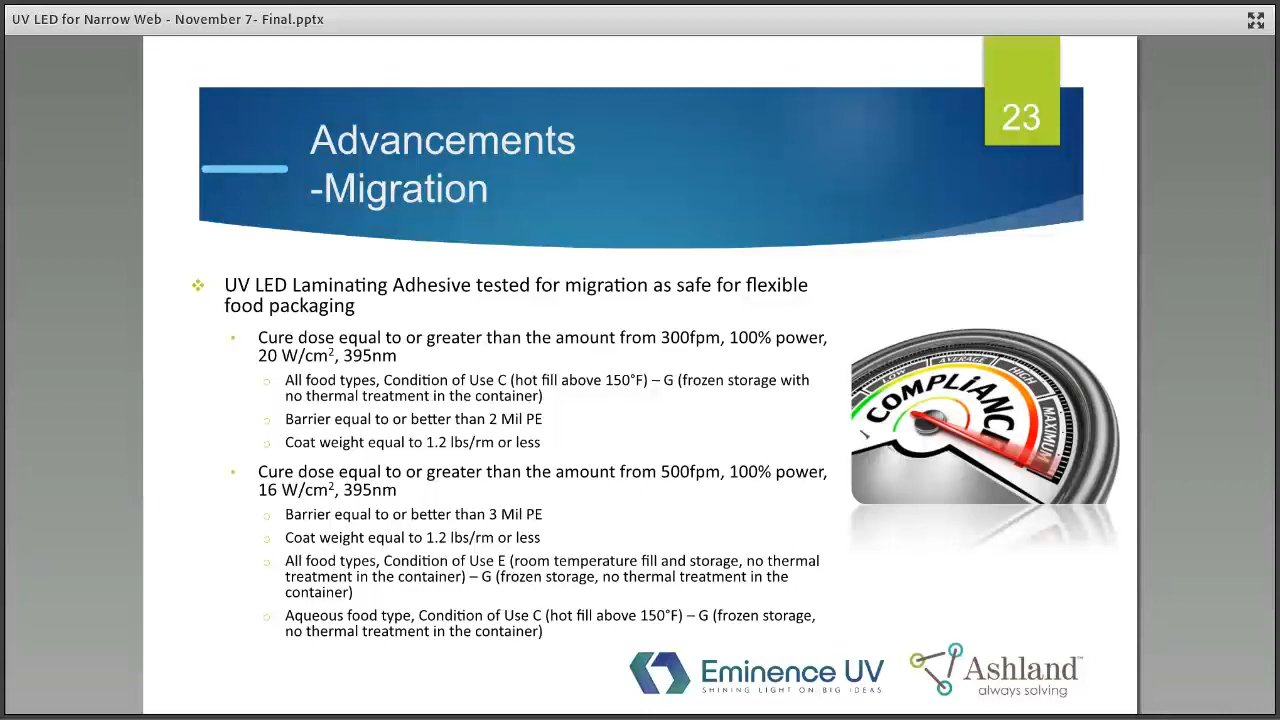 UV LED for Narrow Web - November 7- Final.pptx
23
Advancements
-Migration
UV LED Laminating Adhesive tested for migration as safe for flexible
food packaging
Cure dose equal to or greater than the amount from 300fpm, 100% power,
20 W/cm², 395nm
All food types, Condition of Use C (hot fill above 150°F) – G (frozen storage with
no thermal treatment in the container)
Barrier equal to or better than 2 Mil PE
Coat weight equal to 1.2 lbs/rm or less
Cure dose equal to or greater than the amount from 500fpm, 100% power,
16 W/cm², 395nm
Barrier equal to or better than 3 Mil PE
Coat weight equal to 1.2 lbs/rm or less
All food types, Condition of Use E (room temperature fill and storage, no thermal
treatment in the container) – G (frozen storage, no thermal treatment in the
container)
Aqueous food type, Condition of Use C (hot fill above 150°F) – G (frozen storage,
no thermal treatment in the container)
LOW AVERAGE HIGH MAXIMUM
COMPLiANC
Eminence UV
SHINING LIGHT ON BIG IDEAS
Ashland™
always solving